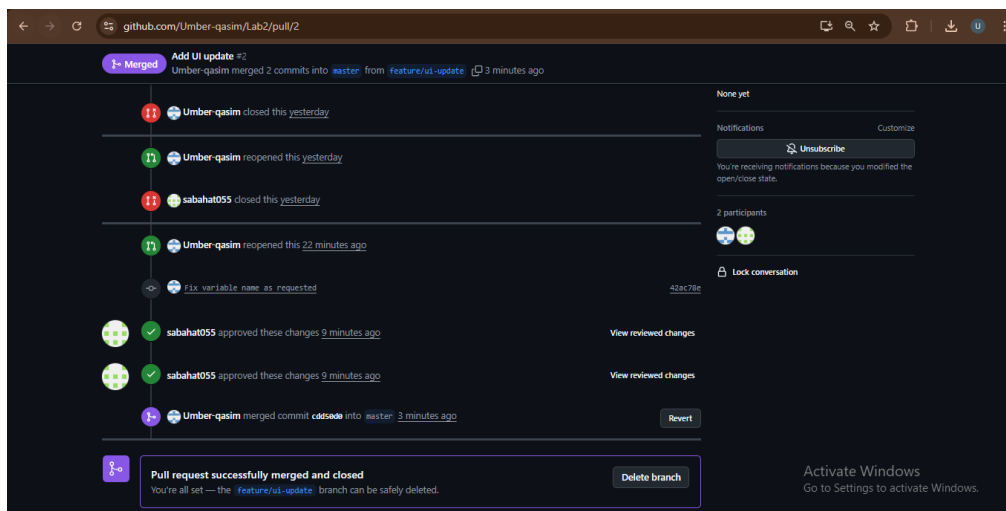 github.com/Umber-qasim/Lab2/pull/2
U
Merged
Add UI update #2
Umber-qasim merged 2 commits into master from feature/ui-update 3 minutes ago
Umber-qasim closed this yesterday
Umber-qasim reopened this yesterday
sabahat055 closed this yesterday
Umber-qasim reopened this 22 minutes ago
Fix variable name as requested 42ac78e
sabahat055 approved these changes 9 minutes ago View reviewed changes
sabahat055 approved these changes 9 minutes ago View reviewed changes
Umber-qasim merged commit into master 3 minutes ago Revert
Pull request successfully merged and closed
You're all set — the feature/ui-update branch can be safely deleted.
Delete branch
None yet
Notifications Customize
Unsubscribe
You're receiving notifications because you modified the
open/close state.
2 participants
Lock conversation
Activate Windows
Go to Settings to activate Windows.